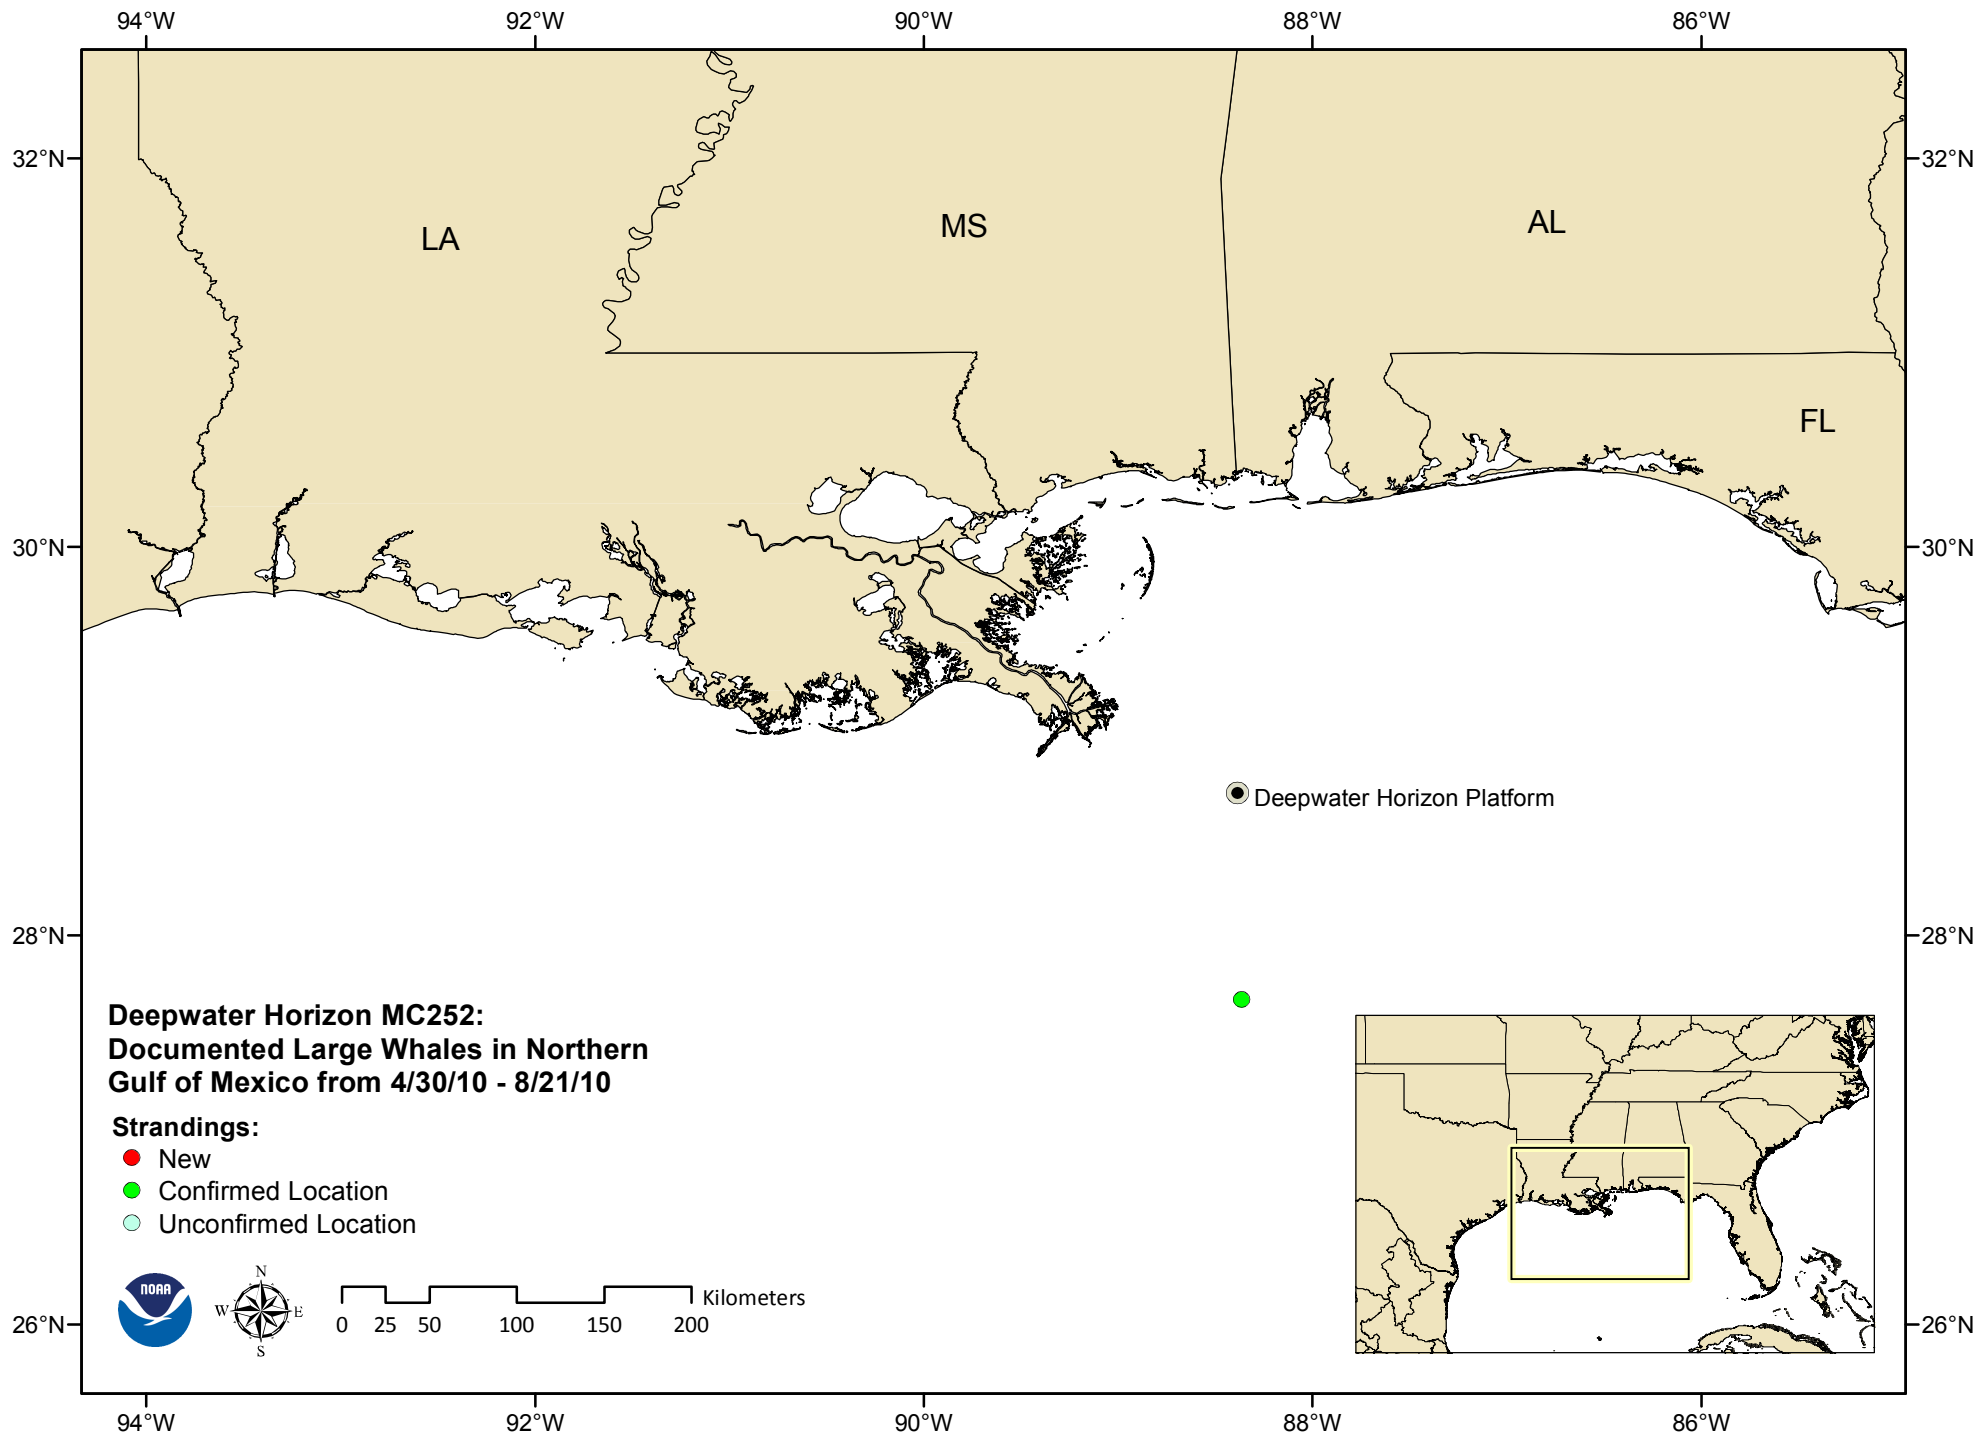 94°W 92°W 90°W 88°W 86°W
32°N 32°N
LA MS AL
FL
30°N 30°N
Deepwater Horizon Platform
28°N 28°N
Deepwater Horizon MC252:
Documented Large Whales in Northern
Gulf of Mexico from 4/30/10 - 8/21/10
Strandings:
New
Confirmed Location
Unconfirmed Location
NOAA
N
W E
S
Kilometers
0 25 50 100 150 200
26°N 26°N
94°W 92°W 90°W 88°W 86°W